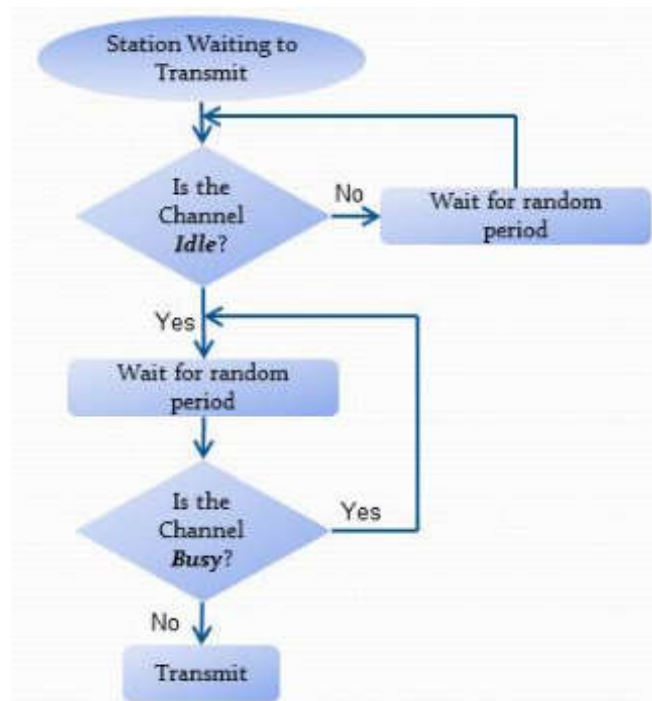 Station Waiting to
Transmit
Is the
Channel
Idle?
No
Wait for random
period
Yes
Wait for random
period
Is the
Channel
Busy?
Yes
No
Transmit